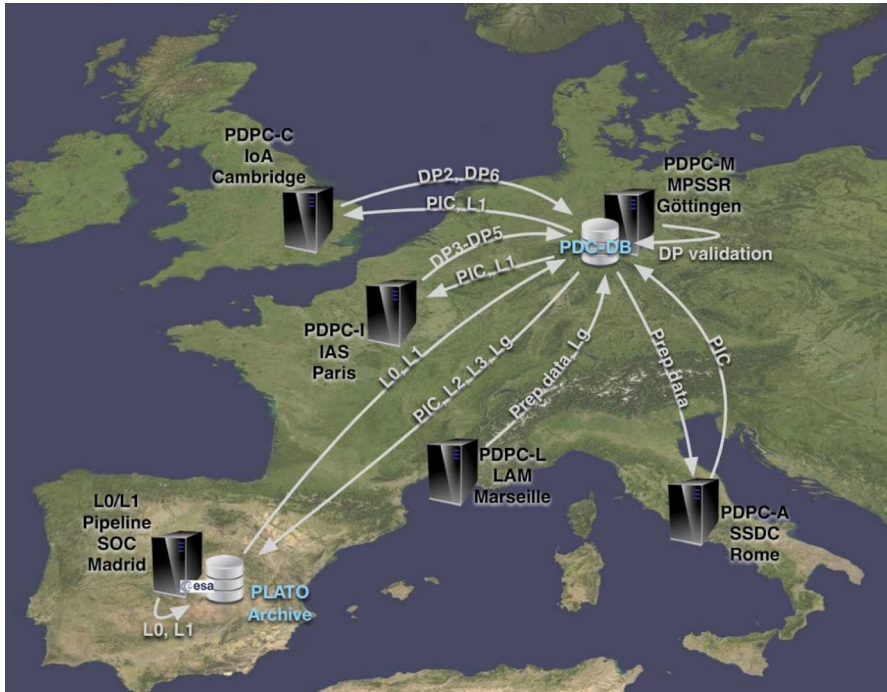 PDPC-C
IoA
Cambridge
DP2, DP6
PIC, L1
PDPC-M
MPSSR
Göttingen
PDC-DB
DP validation
DP3-DP5
PIC, L1
PDPC-I
IAS
Paris
L0, L1
PIC, L2, L3, Lg
Prep data, Lg
Prep data
PIC
PDPC-L
LAM
Marseille
PDPC-A
SSDC
Rome
L0/L1
Pipeline
SOC
Madrid
esa
PLATO
Archive
L0, L1